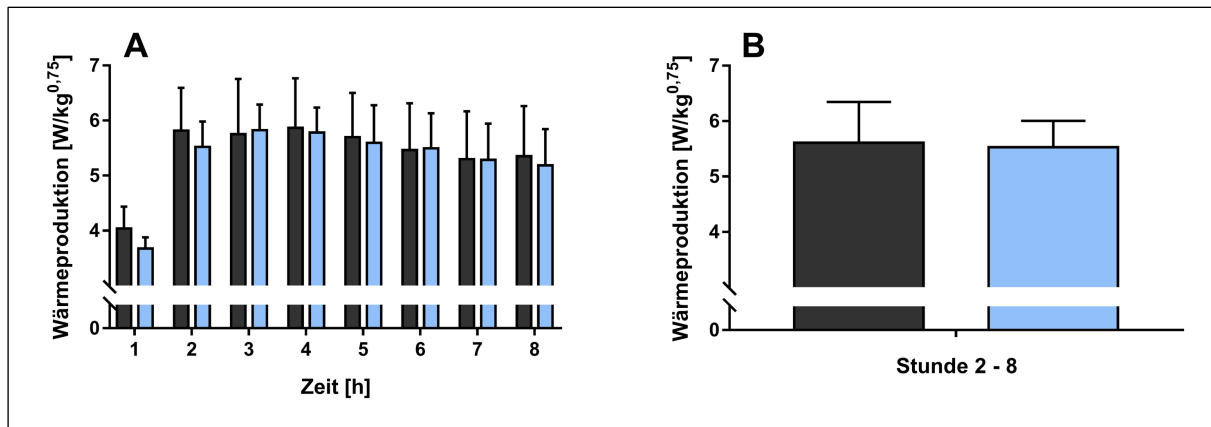 A
Wärmeproduktion [W/kg^0,75]
7
6
5
4
0
1 2 3 4 5 6 7 8
Zeit [h]
B
Wärmeproduktion [W/kg^0,75]
7
6
5
4
0
Stunde 2 - 8